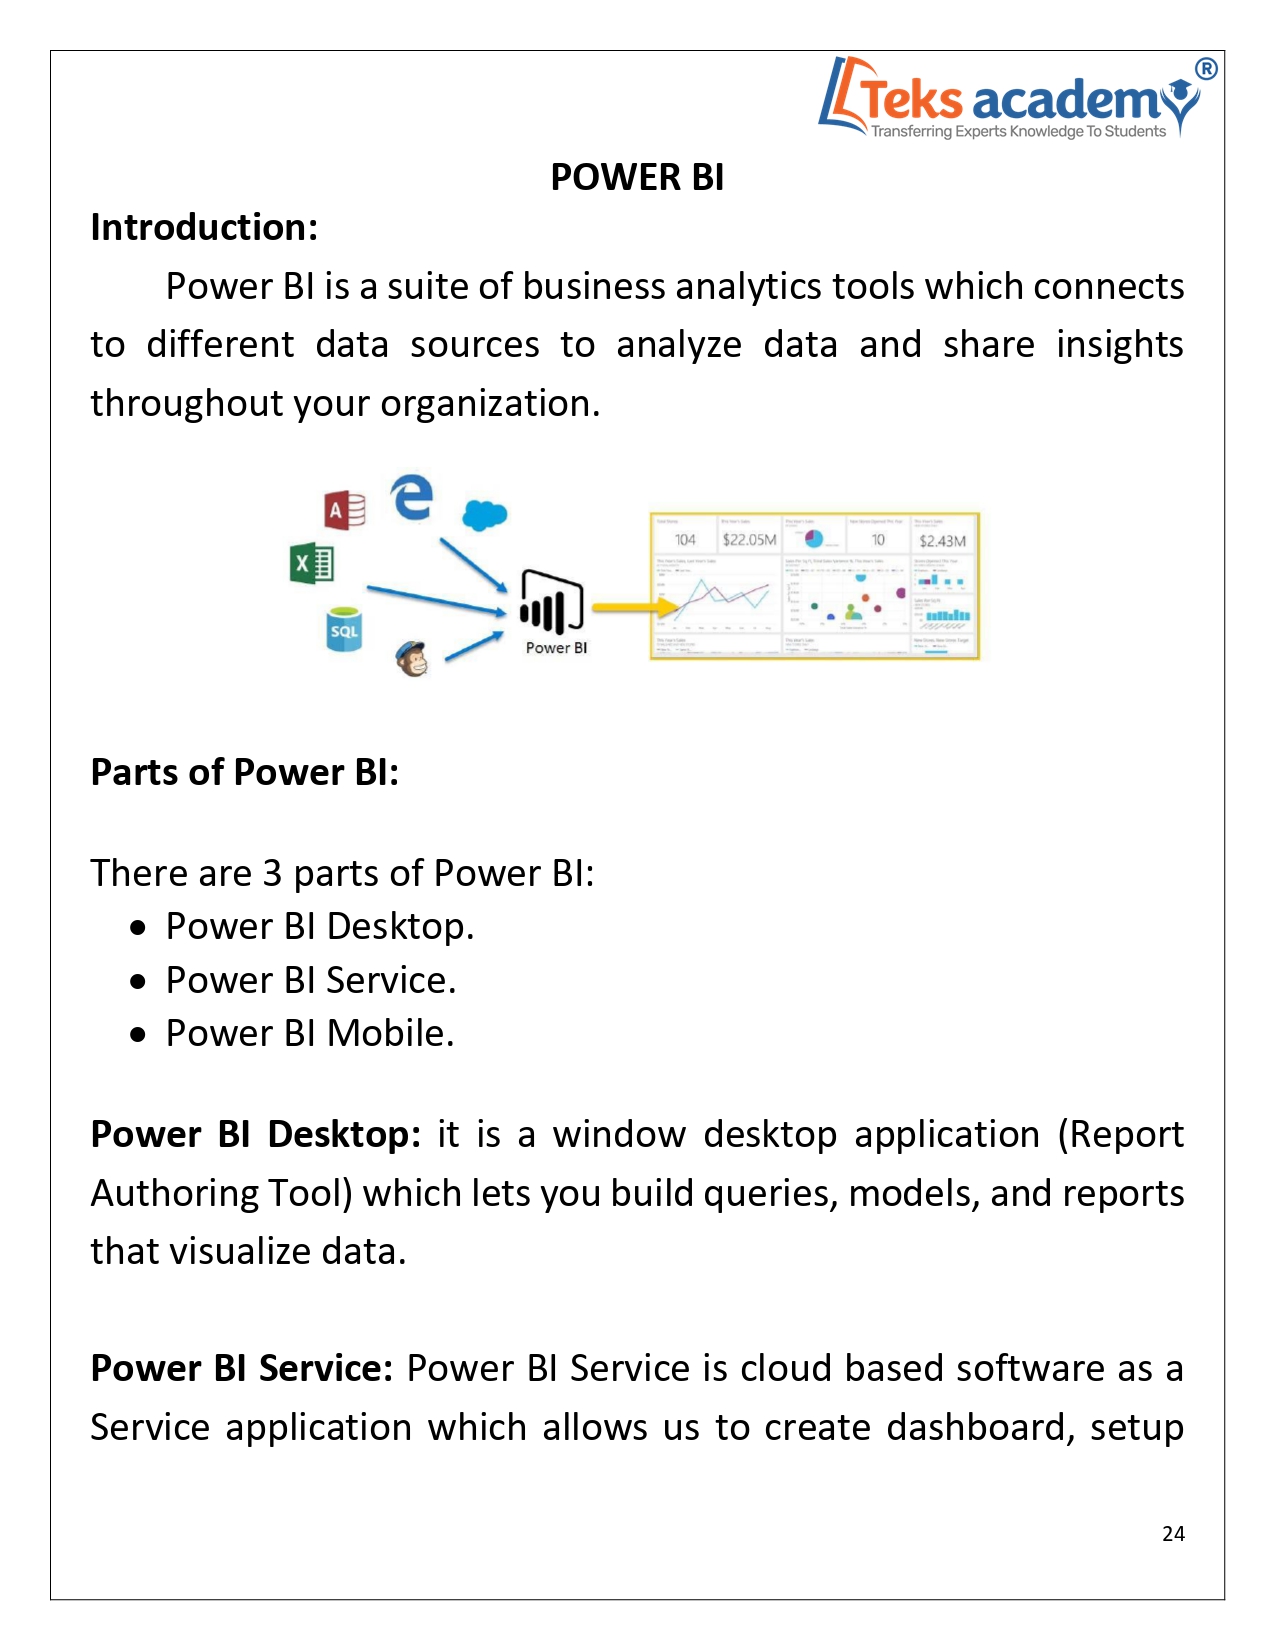 Teks academy ®
Transferring Experts Knowledge To Students
POWER BI
Introduction:
Power BI is a suite of business analytics tools which connects
to different data sources to analyze data and share insights
throughout your organization.
A
X
SQL
Power BI
104
$22.05M
10
$2.43M
Parts of Power BI:
There are 3 parts of Power BI:
• Power BI Desktop.
• Power BI Service.
• Power BI Mobile.
Power BI Desktop: it is a window desktop application (Report
Authoring Tool) which lets you build queries, models, and reports
that visualize data.
Power BI Service: Power BI Service is cloud based software as a
Service application which allows us to create dashboard, setup
24